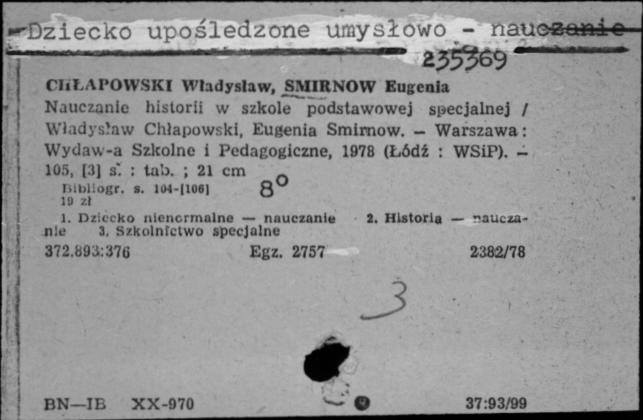 Dziecko upośledzone umysłowo - nauczanie
235369
CHŁAPOWSKI Władysław, SMIRNOW Eugenia
Nauczanie historii w szkole podstawowej specjalnej /
Władysław Chłapowski, Eugenia Smirnow. — Warszawa :
Wydaw-a Szkolne i Pedagogiczne, 1978 (Łódź : WSiP). —
105, [3] s. : tab. ; 21 cm
Bibliogr. s. 104-[106]
8°
19 zł
1. Dziecko nienormalne — nauczanie 2. Historia — naucza-
nie 3. Szkolnictwo specjalne
372.893:376 Egz. 2757 2382/78
3
BN—IB XX-970 37:93/99